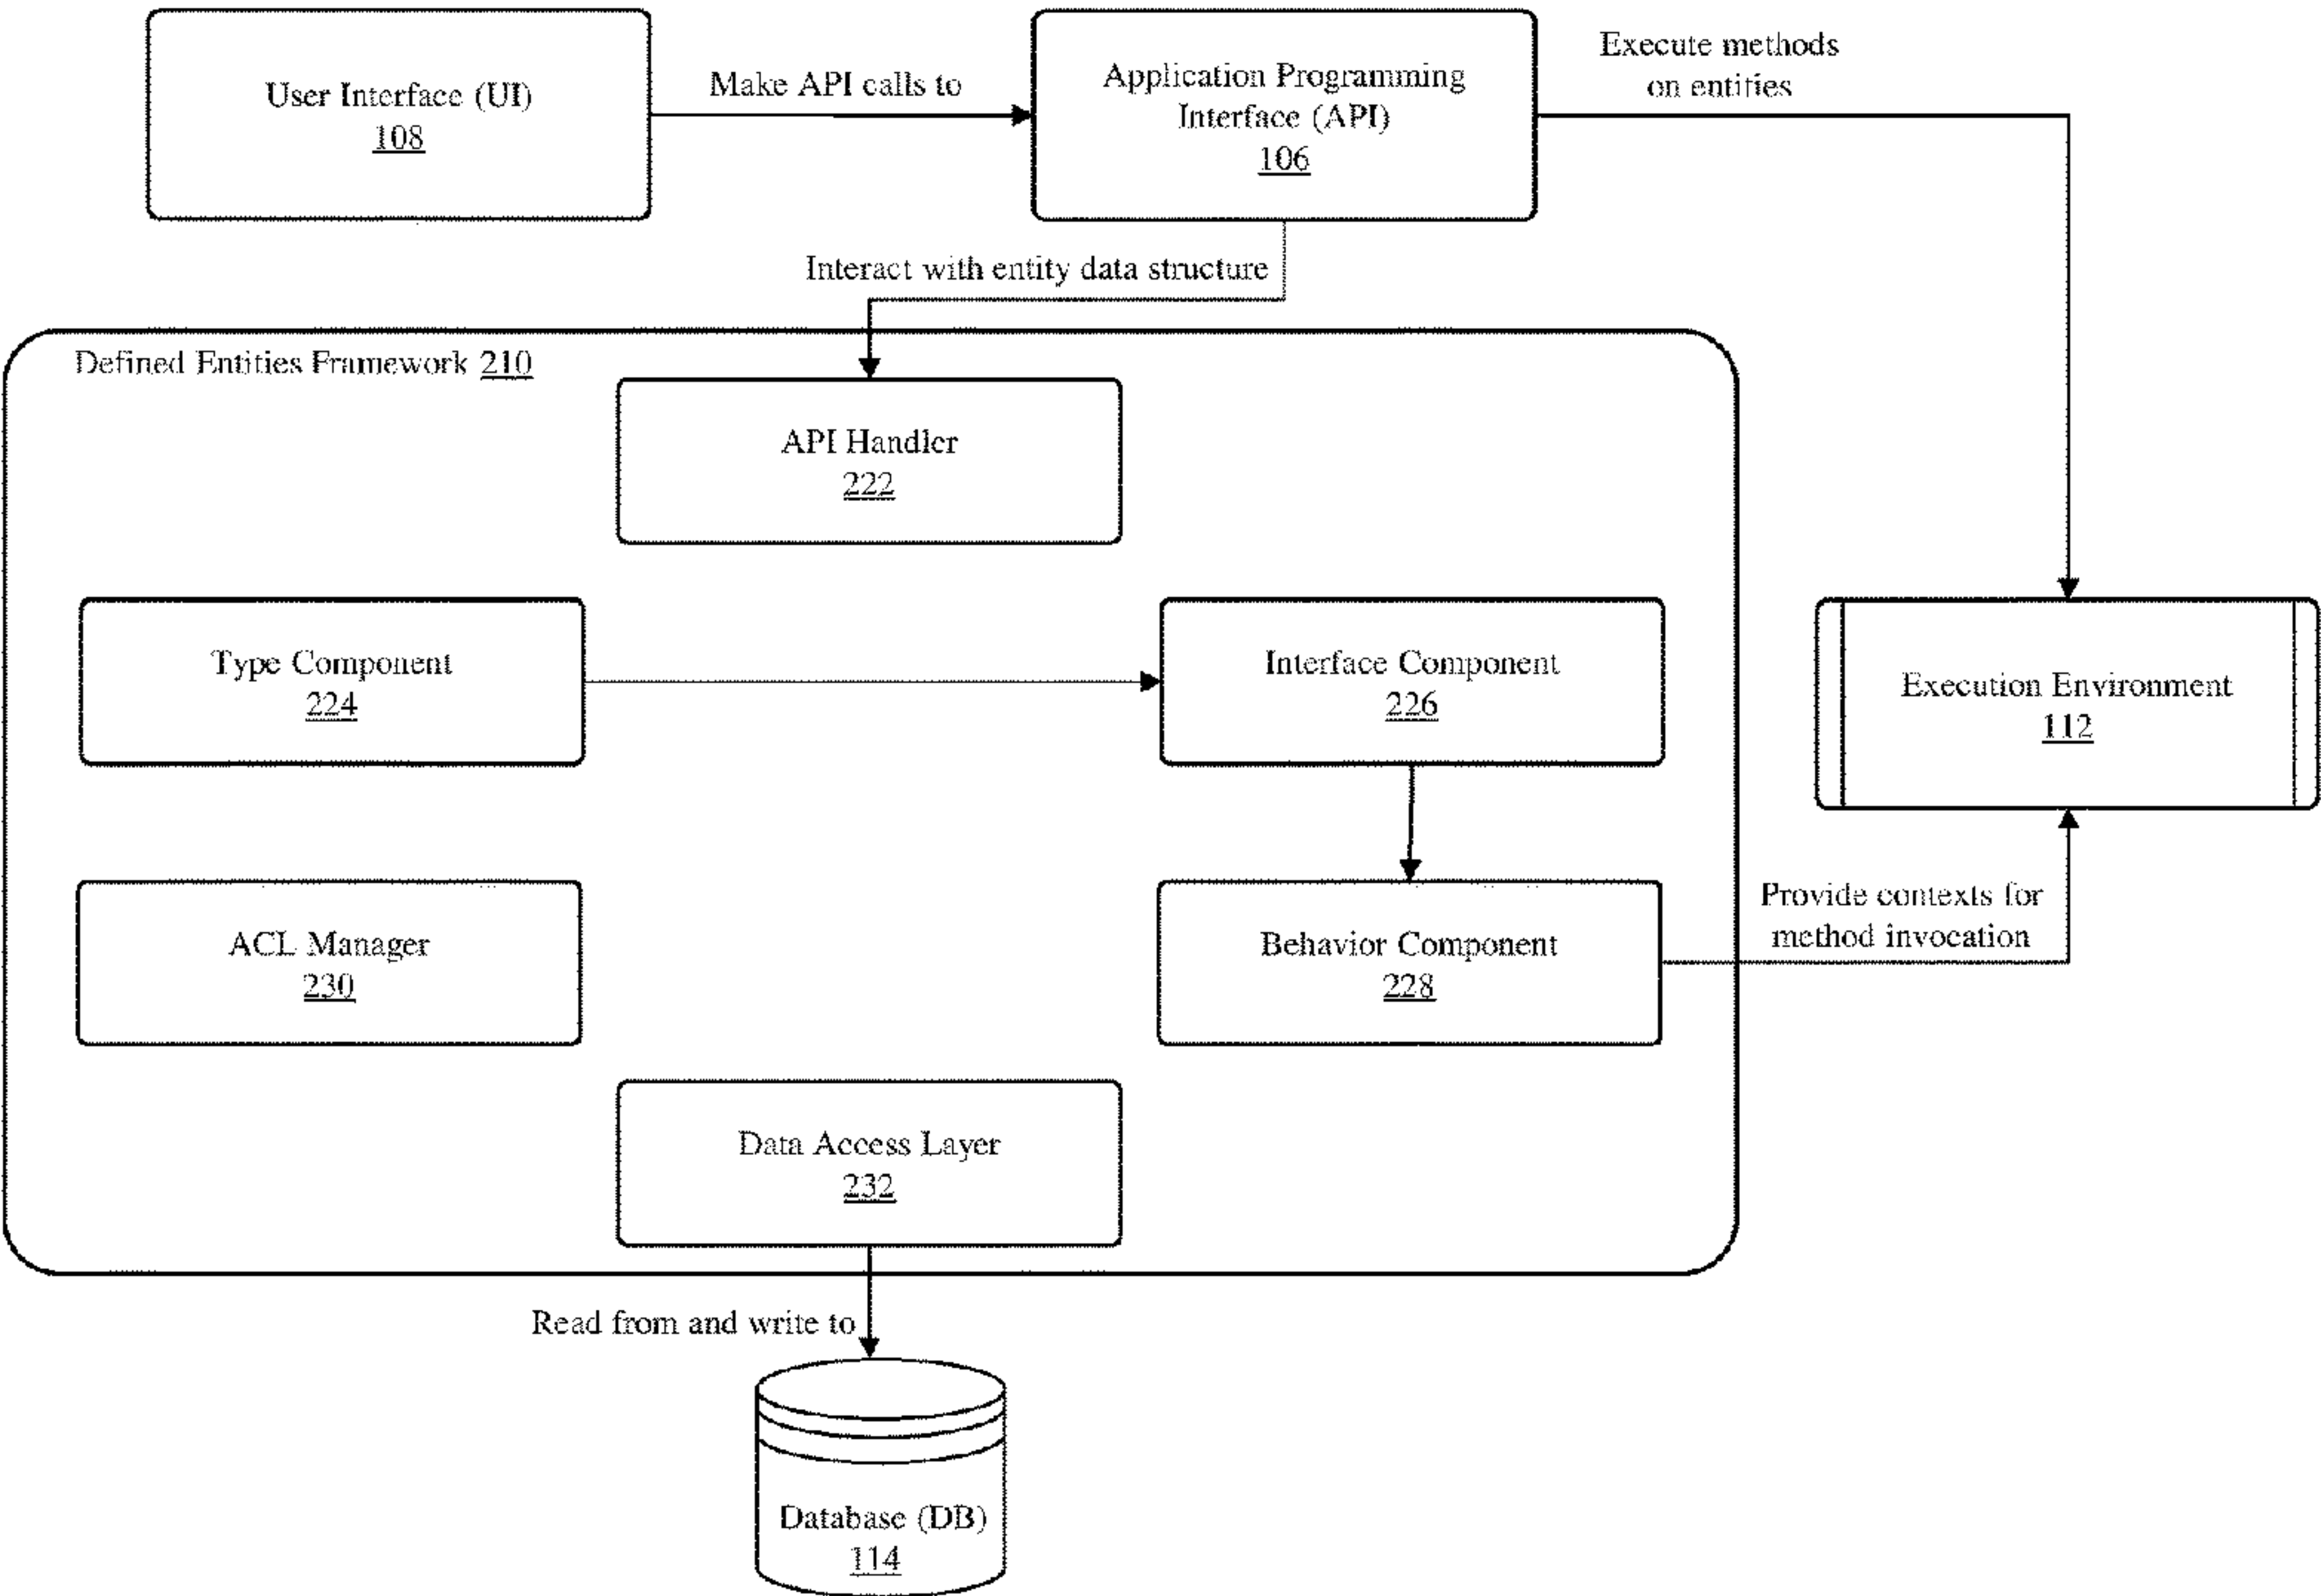 User Interface (UI)
108
Make API calls to
Application Programming
Interface (API)
106
Execute methods
on entities
Interact with entity data structure
Defined Entities Framework 210
API Handler
222
Type Component
224
Interface Component
226
Execution Environment
112
ACL Manager
230
Behavior Component
228
Provide contexts for
method invocation
Data Access Layer
232
Read from and write to
Database (DB)
114